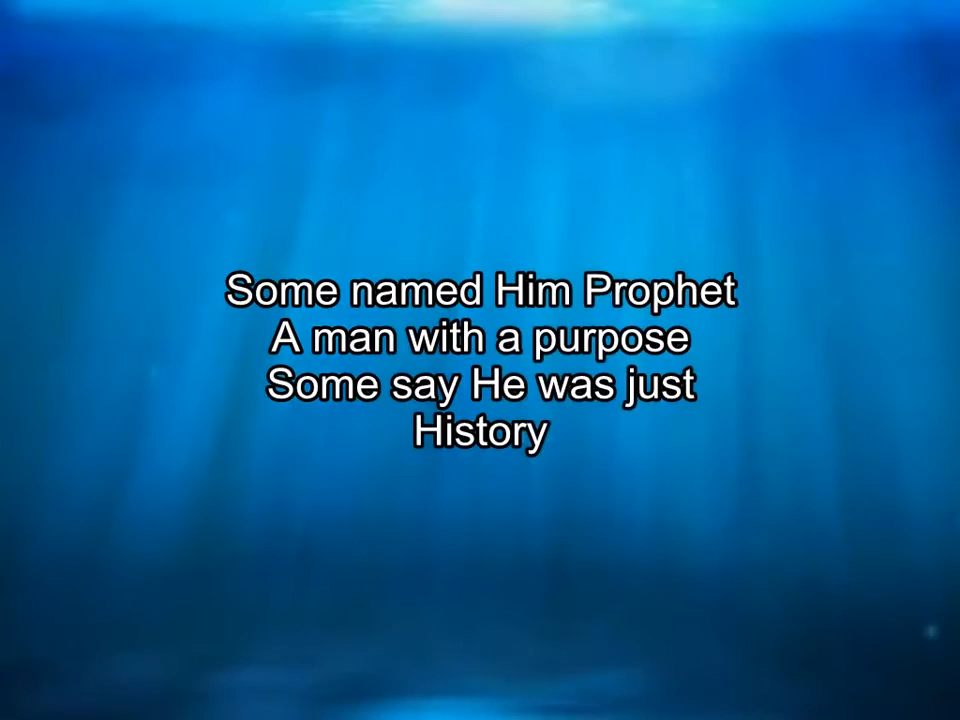 Some named Him Prophet
A man with a purpose
Some say He was just
History